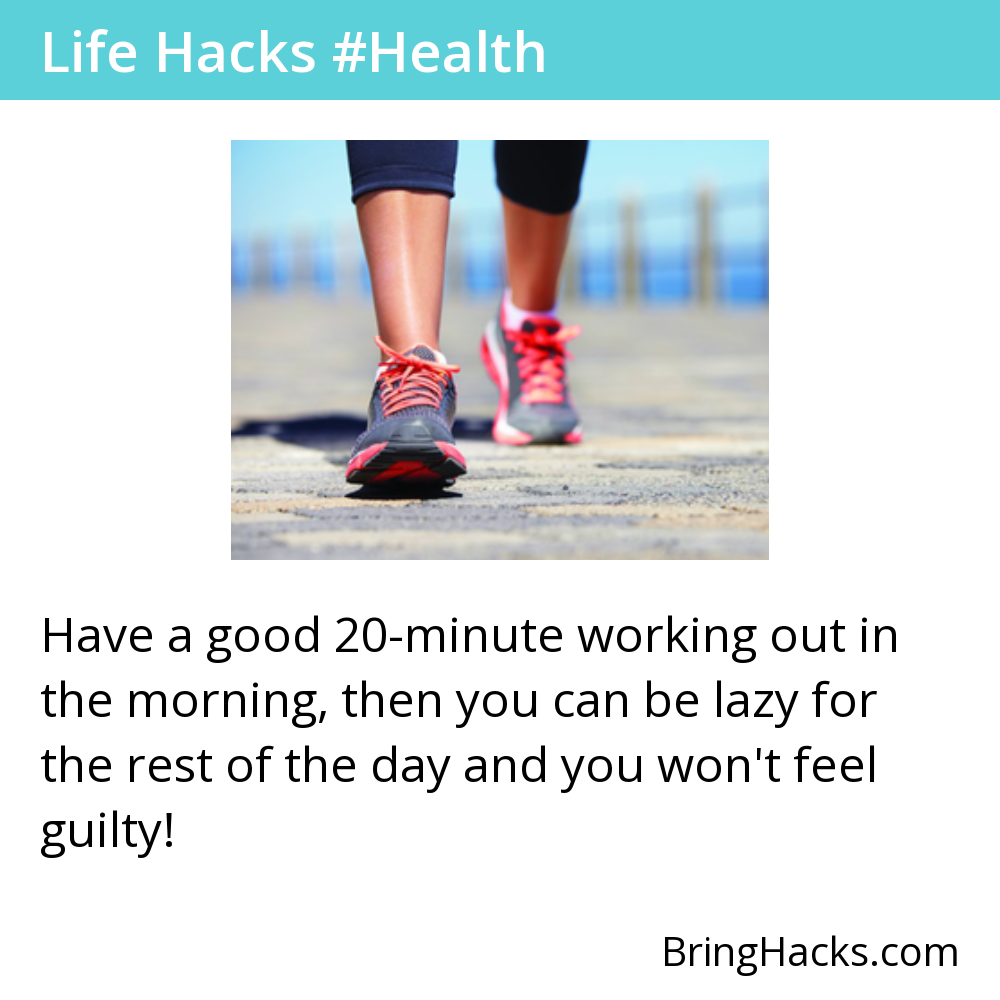 Life Hacks #Health
Have a good 20-minute working out in
the morning, then you can be lazy for
the rest of the day and you won't feel
guilty!
BringHacks.com